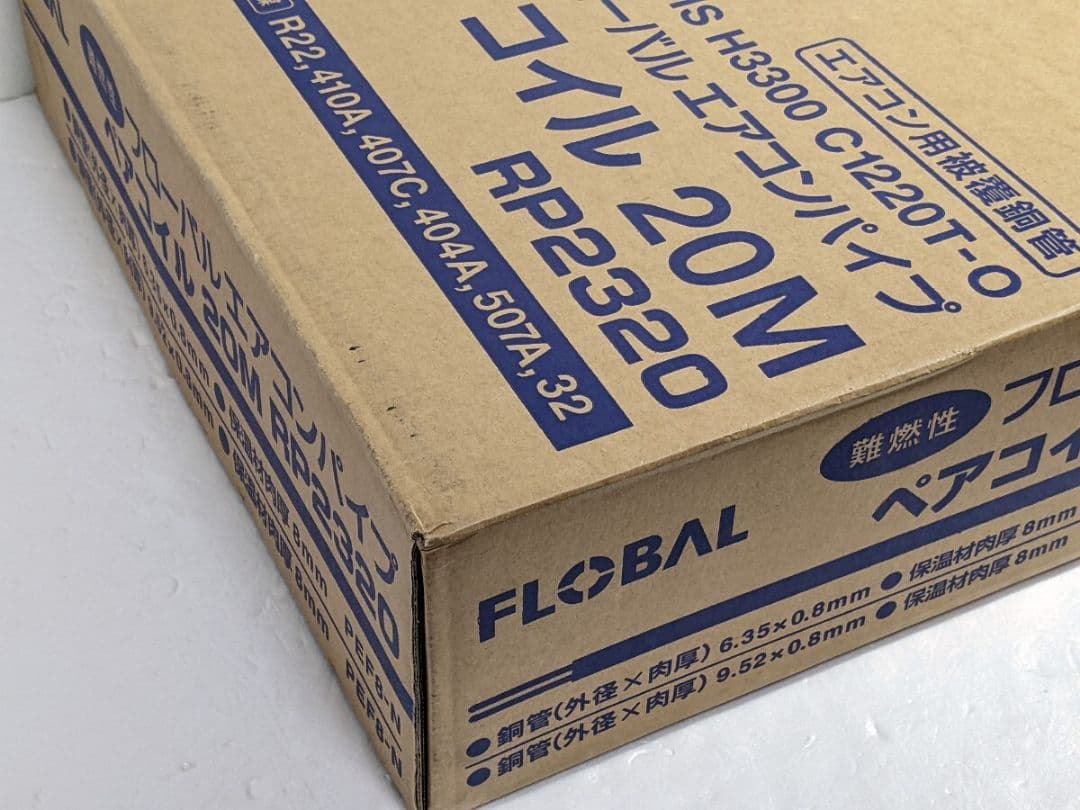 エアコン用被覆銅管
JIS H3300 C1220T-O
ーバル エアコンパイプ
コイル 20M
RP2320
R22, 410A, 407C, 404A, 507A, 32
難燃性
フロ
ペアコイ
FLOBAL
●銅管(外径×肉厚) 6.35×0.8mm ●保温材肉厚 8mm
●銅管(外径×肉厚) 9.52×0.8mm ●保温材肉厚 8mm
フローバル エアコンパイプ
ペアコイル 20M RP2320
0.8mm ●保温材肉厚 8mm PEF8-N
0.8mm ●保温材肉厚 8mm PEF8-N